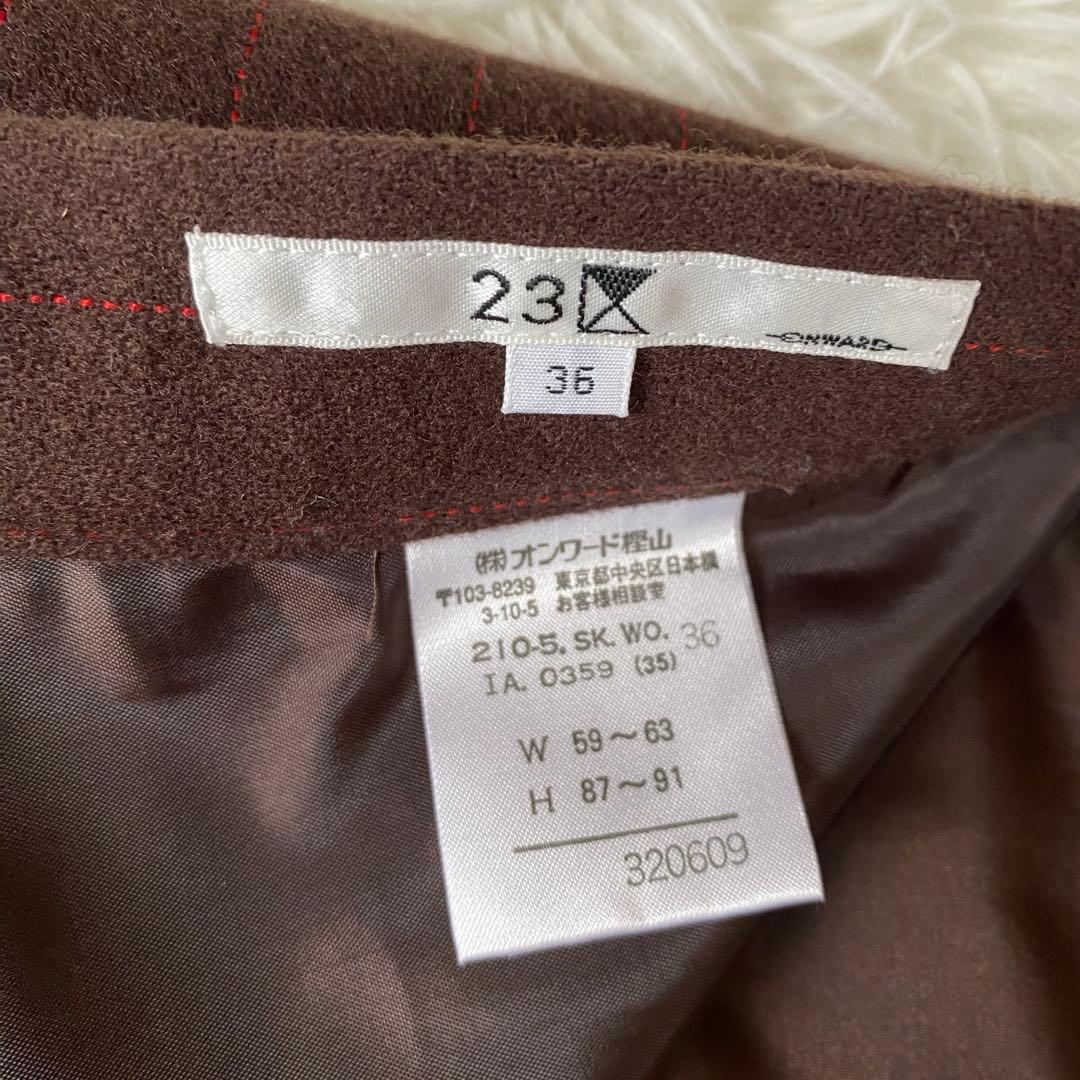 23区
ONWARD
36
(株)オンワード樫山
〒103-8239 東京都中央区日本橋
3-10-5 お客様相談室
210-5. SK. WO. 36
IA. 0359 (35)
W 59～63
H 87～91
320609